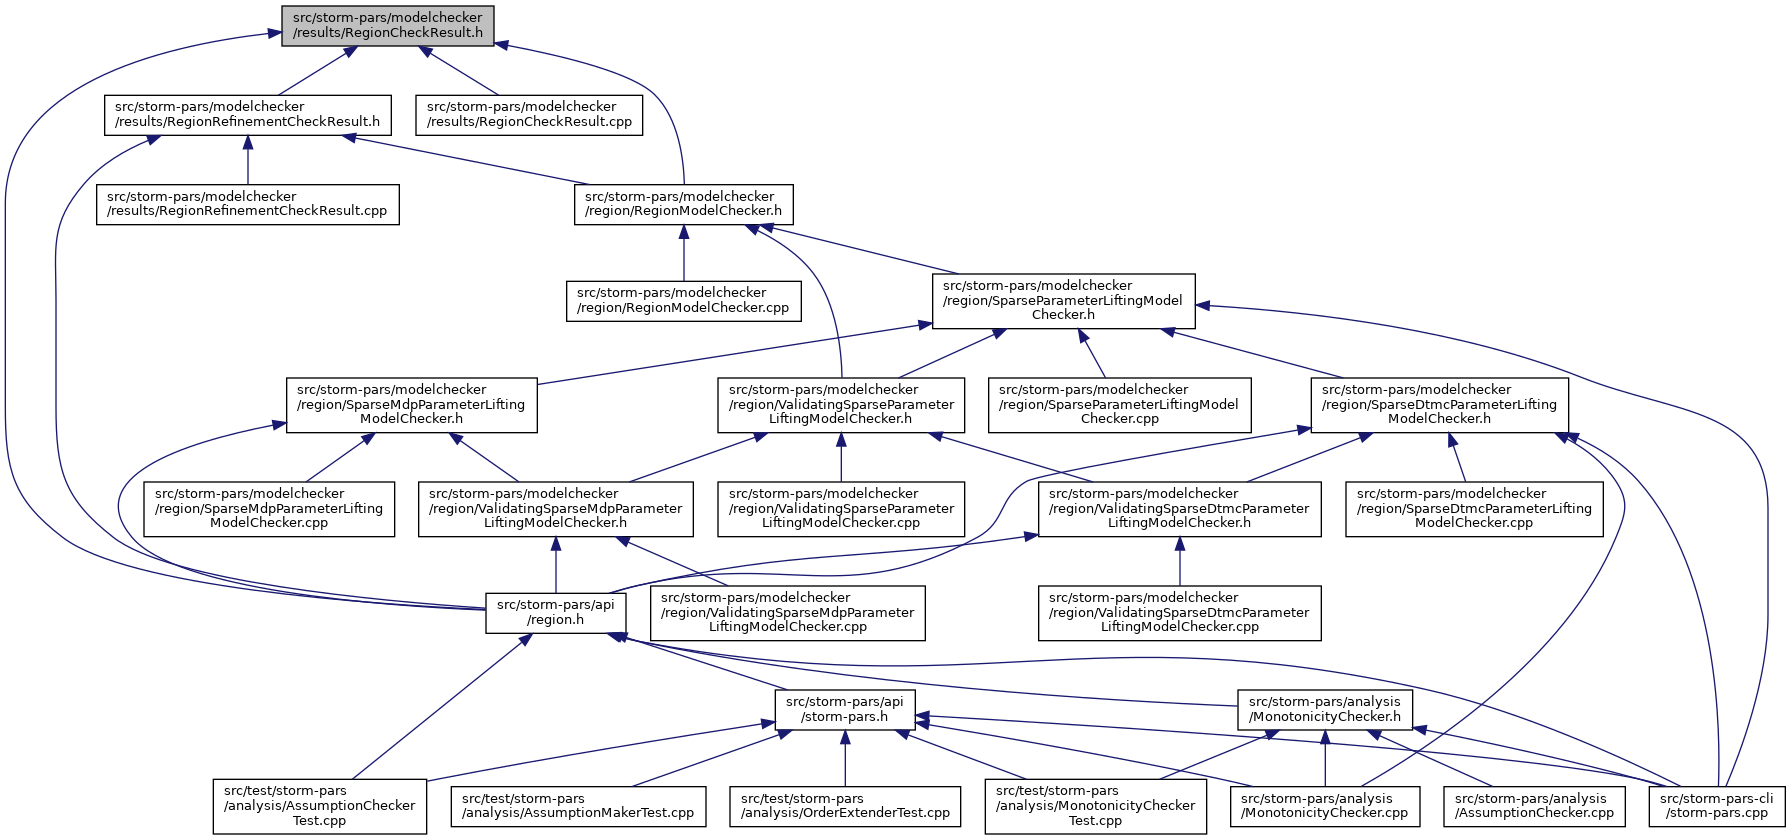 src/storm-pars/modelchecker
/results/RegionCheckResult.h
src/storm-pars/modelchecker
/results/RegionRefinementCheckResult.h
src/storm-pars/modelchecker
/results/RegionCheckResult.cpp
src/storm-pars/modelchecker
/results/RegionRefinementCheckResult.cpp
src/storm-pars/modelchecker
/region/RegionModelChecker.h
src/storm-pars/modelchecker
/region/RegionModelChecker.cpp
src/storm-pars/modelchecker
/region/SparseParameterLiftingModel
Checker.h
src/storm-pars/modelchecker
/region/SparseMdpParameterLifting
ModelChecker.h
src/storm-pars/modelchecker
/region/ValidatingSparseParameter
LiftingModelChecker.h
src/storm-pars/modelchecker
/region/SparseParameterLiftingModel
Checker.cpp
src/storm-pars/modelchecker
/region/SparseDtmcParameterLifting
ModelChecker.h
src/storm-pars/modelchecker
/region/SparseMdpParameterLifting
ModelChecker.cpp
src/storm-pars/modelchecker
/region/ValidatingSparseMdpParameter
LiftingModelChecker.h
src/storm-pars/modelchecker
/region/ValidatingSparseParameter
LiftingModelChecker.cpp
src/storm-pars/modelchecker
/region/ValidatingSparseDtmcParameter
LiftingModelChecker.h
src/storm-pars/modelchecker
/region/SparseDtmcParameterLifting
ModelChecker.cpp
src/storm-pars/api
/region.h
src/storm-pars/modelchecker
/region/ValidatingSparseMdpParameter
LiftingModelChecker.cpp
src/storm-pars/modelchecker
/region/ValidatingSparseDtmcParameter
LiftingModelChecker.cpp
src/storm-pars/api
/storm-pars.h
src/storm-pars/analysis
/MonotonicityChecker.h
src/test/storm-pars
/analysis/AssumptionChecker
Test.cpp
src/test/storm-pars
/analysis/AssumptionMakerTest.cpp
src/test/storm-pars
/analysis/OrderExtenderTest.cpp
src/test/storm-pars
/analysis/MonotonicityChecker
Test.cpp
src/storm-pars/analysis
/MonotonicityChecker.cpp
src/storm-pars/analysis
/AssumptionChecker.cpp
src/storm-pars-cli
/storm-pars.cpp